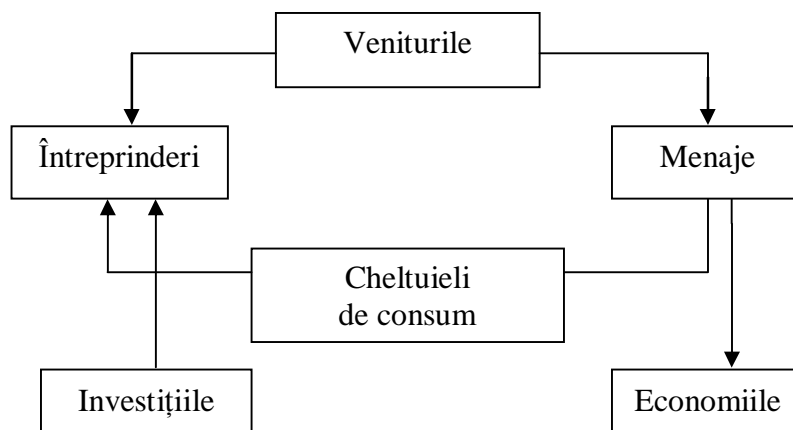 Veniturile
Întreprinderi
Menaje
Cheltuieli
de consum
Investițiile
Economiile